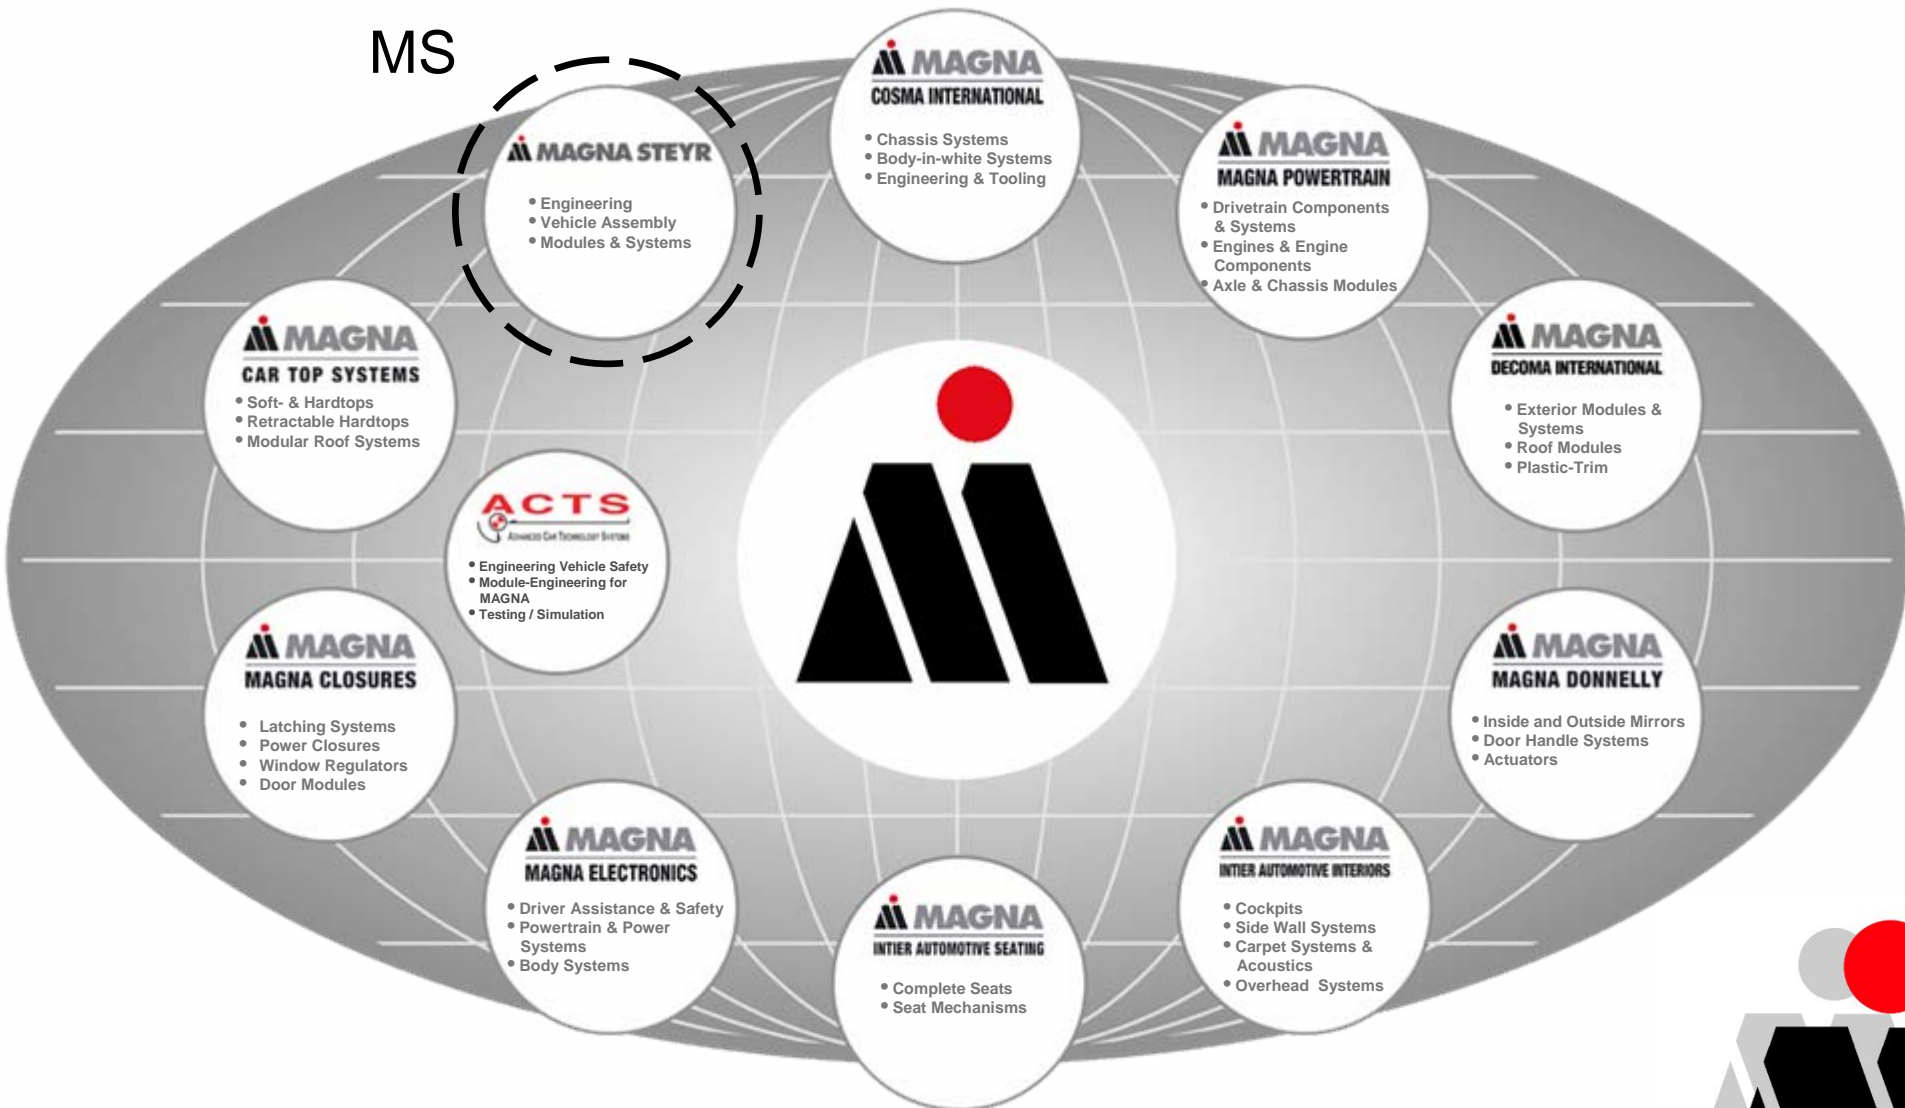 MS
MAGNA STEYR
• Engineering
• Vehicle Assembly
• Modules & Systems
MAGNA
COSMA INTERNATIONAL
• Chassis Systems
• Body-in-white Systems
• Engineering & Tooling
MAGNA
MAGNA POWERTRAIN
• Drivetrain Components
& Systems
• Engines & Engine
Components
• Axle & Chassis Modules
MAGNA
CAR TOP SYSTEMS
• Soft- & Hardtops
• Retractable Hardtops
• Modular Roof Systems
MAGNA
DECOMA INTERNATIONAL
• Exterior Modules &
Systems
• Roof Modules
• Plastic-Trim
ACTS
ADVANCED CAR TECHNOLOGY SYSTEMS
• Engineering Vehicle Safety
• Module-Engineering for
MAGNA
• Testing / Simulation
MAGNA
MAGNA CLOSURES
• Latching Systems
• Power Closures
• Window Regulators
• Door Modules
MAGNA
MAGNA DONNELLY
• Inside and Outside Mirrors
• Door Handle Systems
• Actuators
MAGNA
MAGNA ELECTRONICS
• Driver Assistance & Safety
• Powertrain & Power
Systems
• Body Systems
MAGNA
INTIER AUTOMOTIVE SEATING
• Complete Seats
• Seat Mechanisms
MAGNA
INTIER AUTOMOTIVE INTERIORS
• Cockpits
• Side Wall Systems
• Carpet Systems &
Acoustics
• Overhead Systems